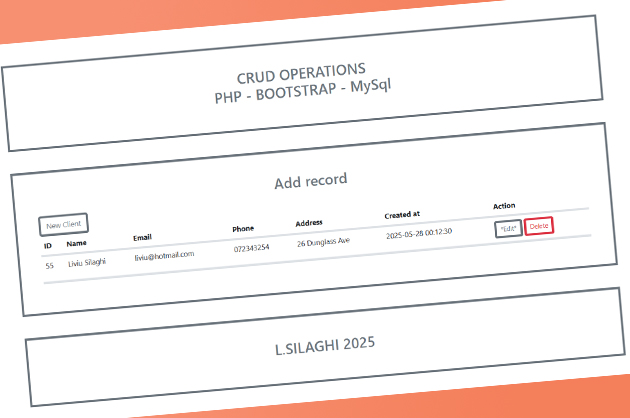 CRUD OPERATIONS
PHP - BOOTSTRAP - MySql
Add record
New Client
ID Name Email Phone Address Created at Action
55 Liviu Silaghi liviu@hotmail.com 072343254 26 Dunglass Ave 2025-05-28 00:12:30 "Edit" Delete
L.SILAGHI 2025